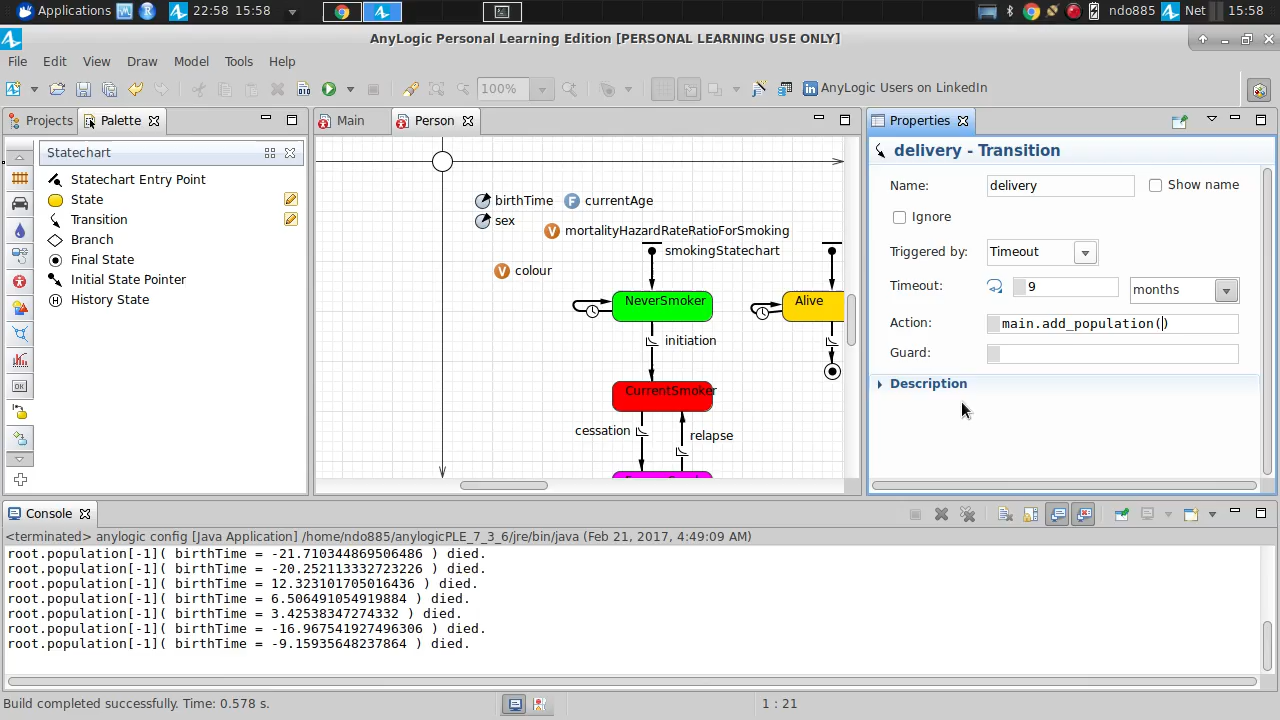 Applications 22:58 15:58 ndo885 Net 15:58
AnyLogic Personal Learning Edition [PERSONAL LEARNING USE ONLY]
File Edit View Draw Model Tools Help
100% AnyLogic Users on LinkedIn
Projects Palette Main Person Properties
Statechart
delivery - Transition
Statechart Entry Point
State
Transition
Branch
Final State
Initial State Pointer
History State
birthTime currentAge
sex
mortalityHazardRateRatioForSmoking
smokingStatechart
colour
NeverSmoker Alive
initiation
CurrentSmoker
cessation
relapse
Name: delivery Show name
Ignore
Triggered by: Timeout
Timeout: 9 months
Action: main.add_population()
Guard:
Description
Console
<terminated> anylogic config [Java Application] /home/ndo885/anylogicPLE_7_3_6/jre/bin/java (Feb 21, 2017, 4:49:09 AM)
root.population[-1]( birthTime = -21.710344869506486 ) died.
root.population[-1]( birthTime = -20.252113332723226 ) died.
root.population[-1]( birthTime = 12.323101705016436 ) died.
root.population[-1]( birthTime = 6.506491054919884 ) died.
root.population[-1]( birthTime = 3.42538347274332 ) died.
root.population[-1]( birthTime = -16.967541927496306 ) died.
root.population[-1]( birthTime = -9.15935648237864 ) died.
Build completed successfully. Time: 0.578 s. 1 : 21